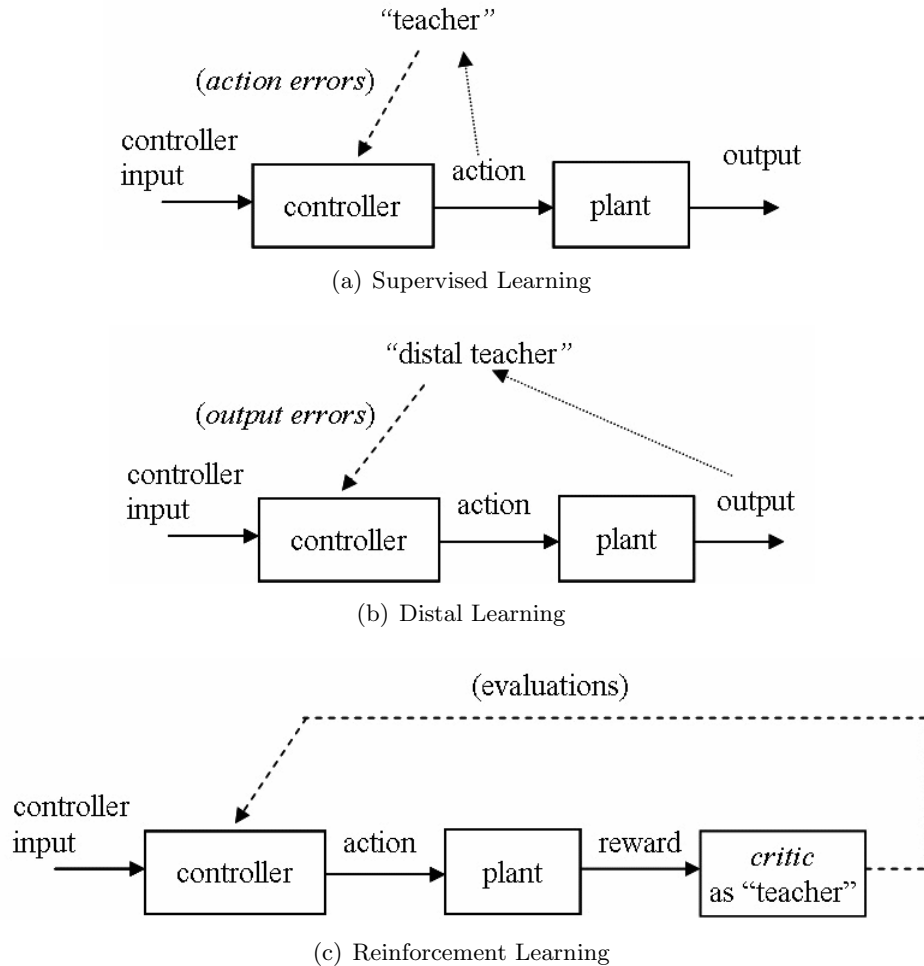 “teacher”
(action errors)
controller
input
controller
action
plant
output
(a) Supervised Learning
“distal teacher”
(output errors)
controller
input
controller
action
plant
output
(b) Distal Learning
(evaluations)
controller
input
controller
action
plant
reward
critic
as “teacher”
(c) Reinforcement Learning